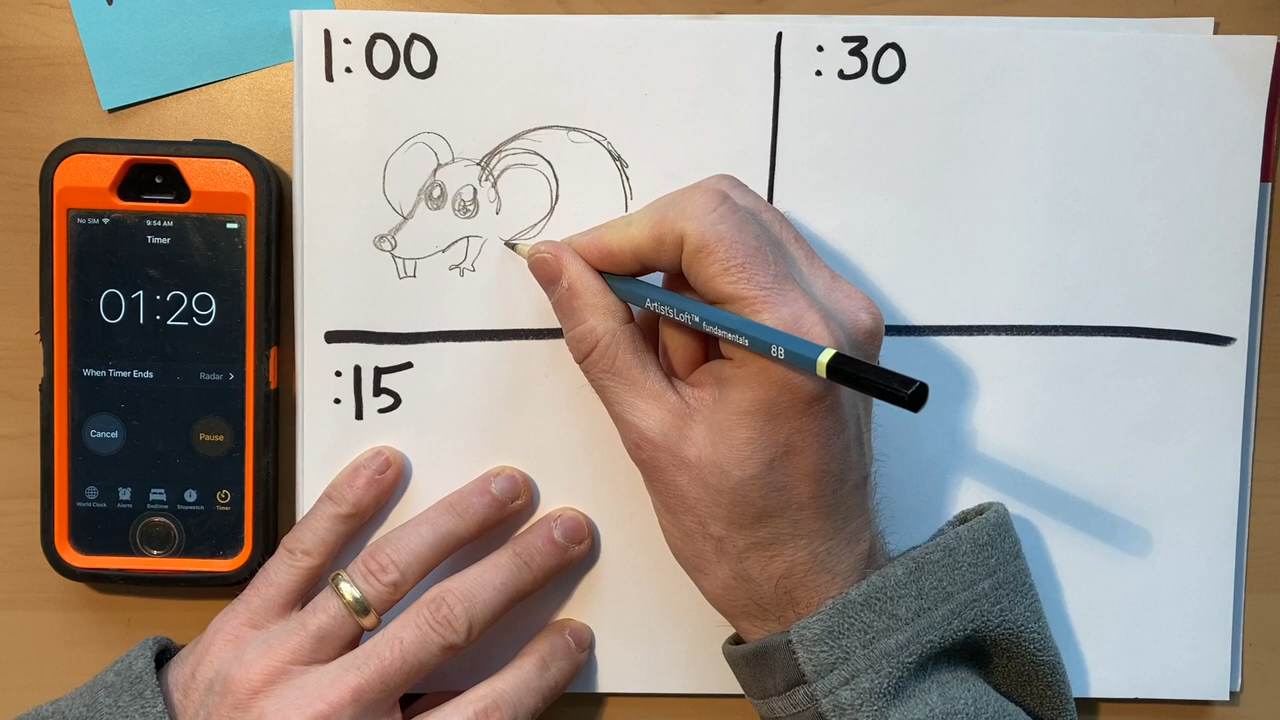 1:00
:30
:15
No SIM
9:54 AM
Timer
01:29
When Timer Ends
Radar >
Cancel
Pause
World Clock
Alarm
Bedtime
Stopwatch
Timer
Artist's Loft™ fundamentals 8B